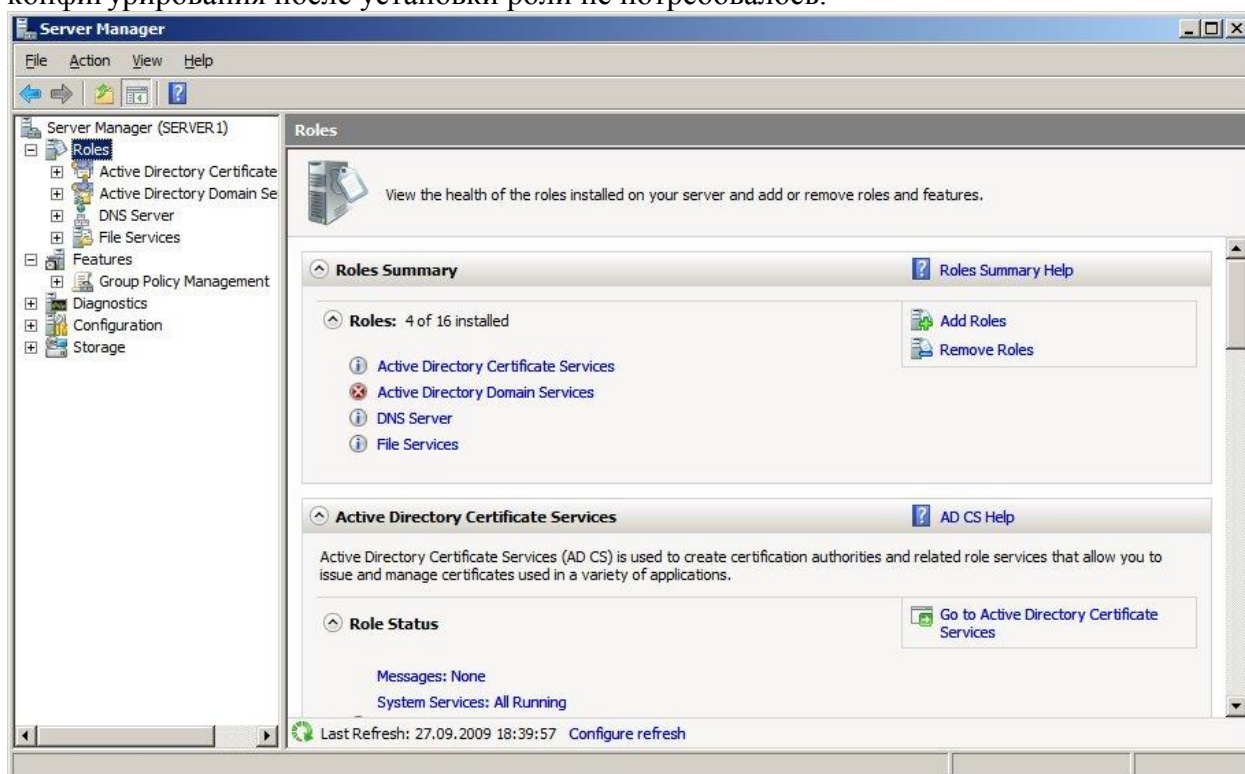 конфигурирования после установки роли не потребовалось.
Server Manager
File Action View Help
Server Manager (SERVER1)
Roles
Active Directory Certificate
Active Directory Domain Se
DNS Server
File Services
Features
Group Policy Management
Diagnostics
Configuration
Storage
Roles
View the health of the roles installed on your server and add or remove roles and features.
Roles Summary
Roles Summary Help
Roles: 4 of 16 installed
Add Roles
Remove Roles
Active Directory Certificate Services
Active Directory Domain Services
DNS Server
File Services
Active Directory Certificate Services
AD CS Help
Active Directory Certificate Services (AD CS) is used to create certification authorities and related role services that allow you to
issue and manage certificates used in a variety of applications.
Role Status
Go to Active Directory Certificate
Services
Messages: None
System Services: All Running
Last Refresh: 27.09.2009 18:39:57 Configure refresh